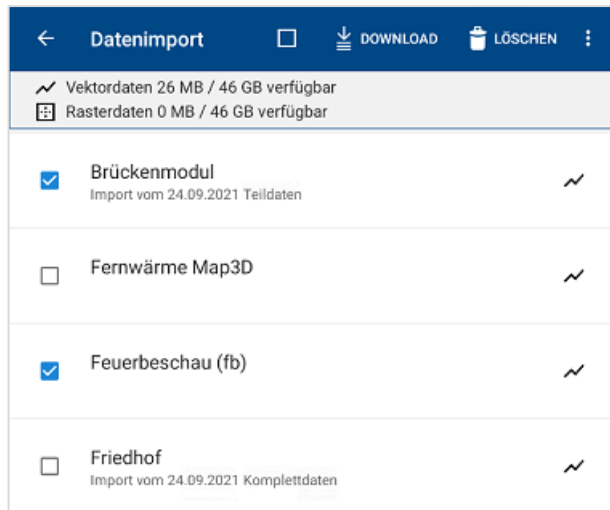 Datenimport DOWNLOAD LÖSCHEN
Vektordaten 26 MB / 46 GB verfügbar
Rasterdaten 0 MB / 46 GB verfügbar
Brückenmodul
Import vom 24.09.2021 Teildaten
Fernwärme Map3D
Feuerbeschau (fb)
Friedhof
Import vom 24.09.2021 Komplettdaten